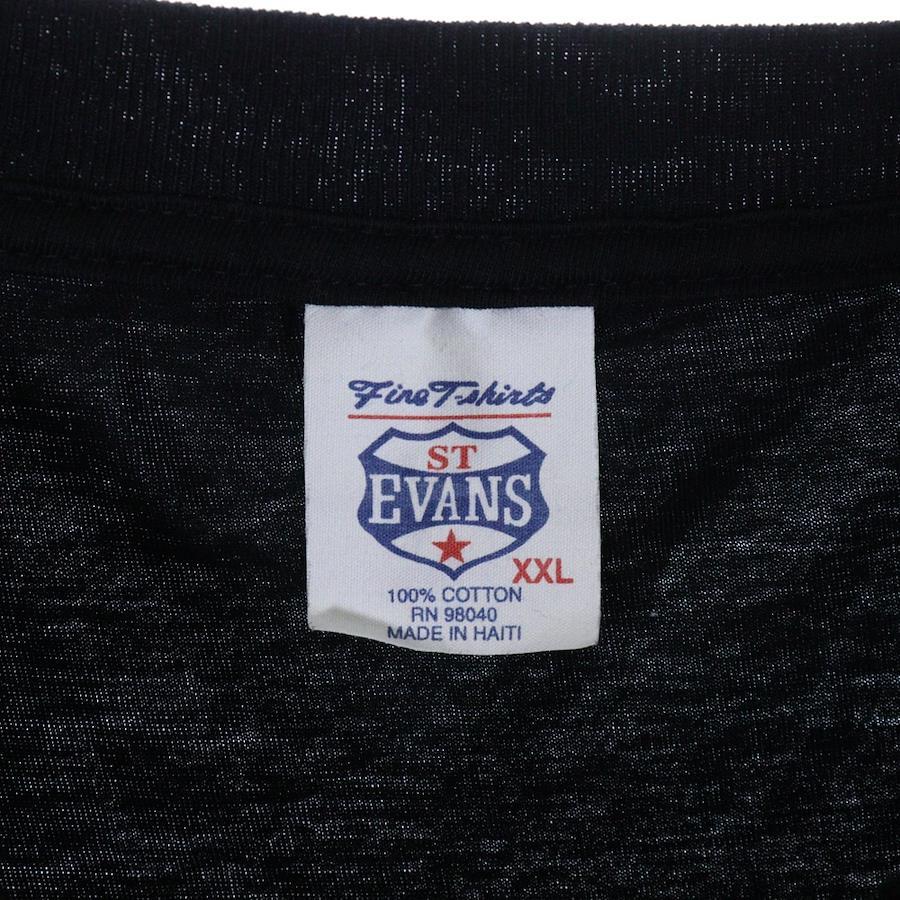 Fine T-shirts
ST
EVANS
XXL
100% COTTON
RN 98040
MADE IN HAITI